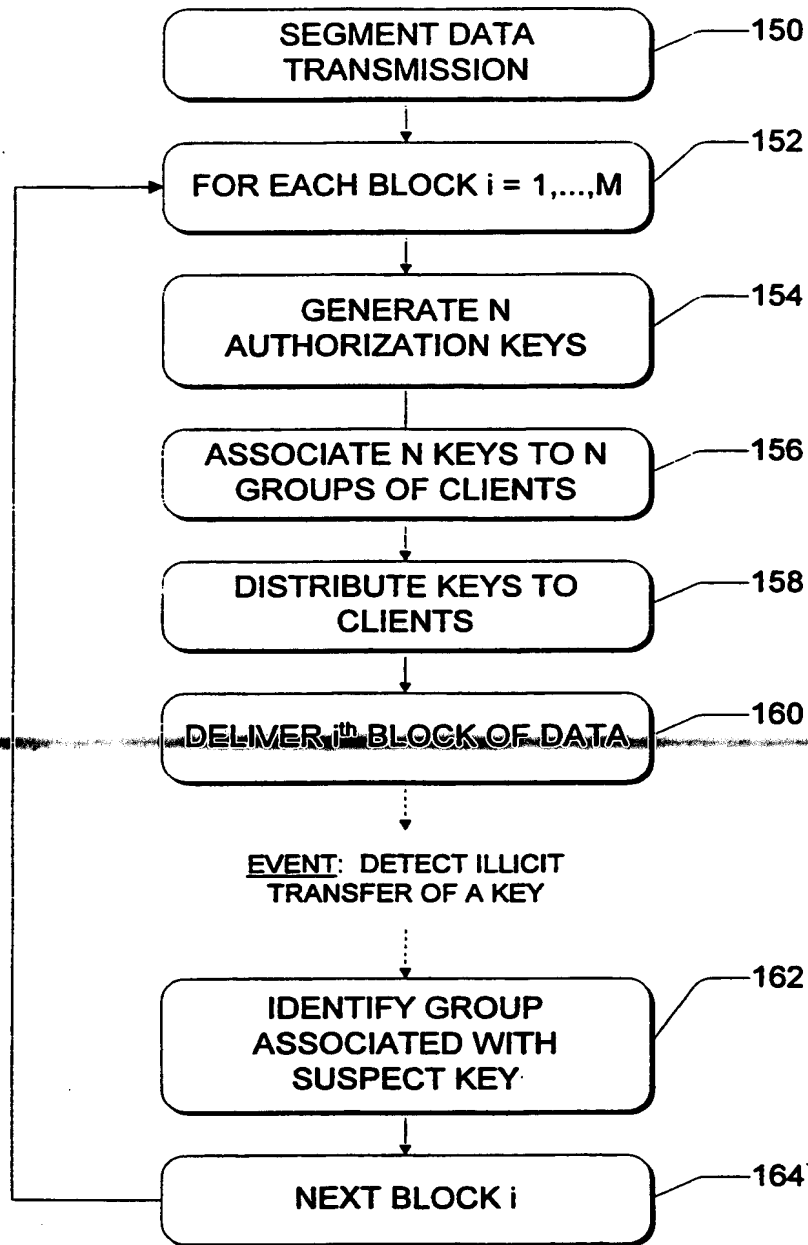 SEGMENT DATA
TRANSMISSION
150
FOR EACH BLOCK i = 1,...,M
152
GENERATE N
AUTHORIZATION KEYS
154
ASSOCIATE N KEYS TO N
GROUPS OF CLIENTS
156
DISTRIBUTE KEYS TO
CLIENTS
158
DELIVER ith BLOCK OF DATA
160
EVENT: DETECT ILLICIT
TRANSFER OF A KEY
IDENTIFY GROUP
ASSOCIATED WITH
SUSPECT KEY
162
NEXT BLOCK i
164